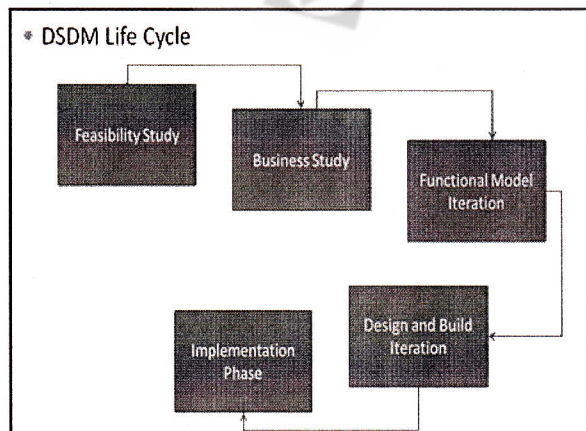 • DSDM Life Cycle
Feasibility Study
Business Study
Functional Model
Iteration
Design and Build
Iteration
Implementation
Phase